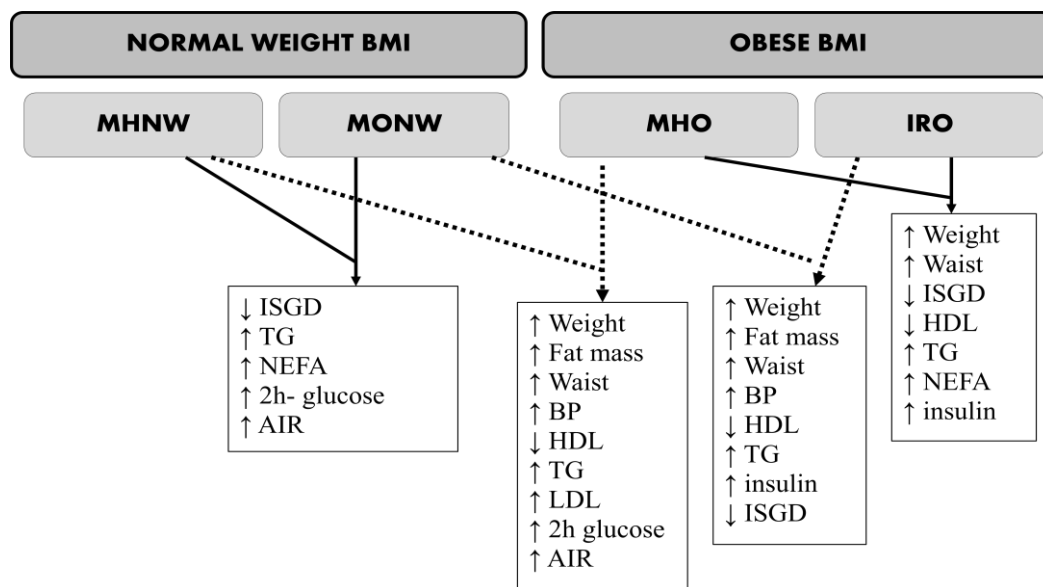 NORMAL WEIGHT BMI
OBESE BMI
MHNW
MONW
MHO
IRO
↓ ISGD
↑ TG
↑ NEFA
↑ 2h- glucose
↑ AIR
↑ Weight
↑ Fat mass
↑ Waist
↑ BP
↓ HDL
↑ TG
↑ LDL
↑ 2h glucose
↑ AIR
↑ Weight
↑ Fat mass
↑ Waist
↑ BP
↓ HDL
↑ TG
↑ insulin
↓ ISGD
↑ Weight
↑ Waist
↓ ISGD
↓ HDL
↑ TG
↑ NEFA
↑ insulin